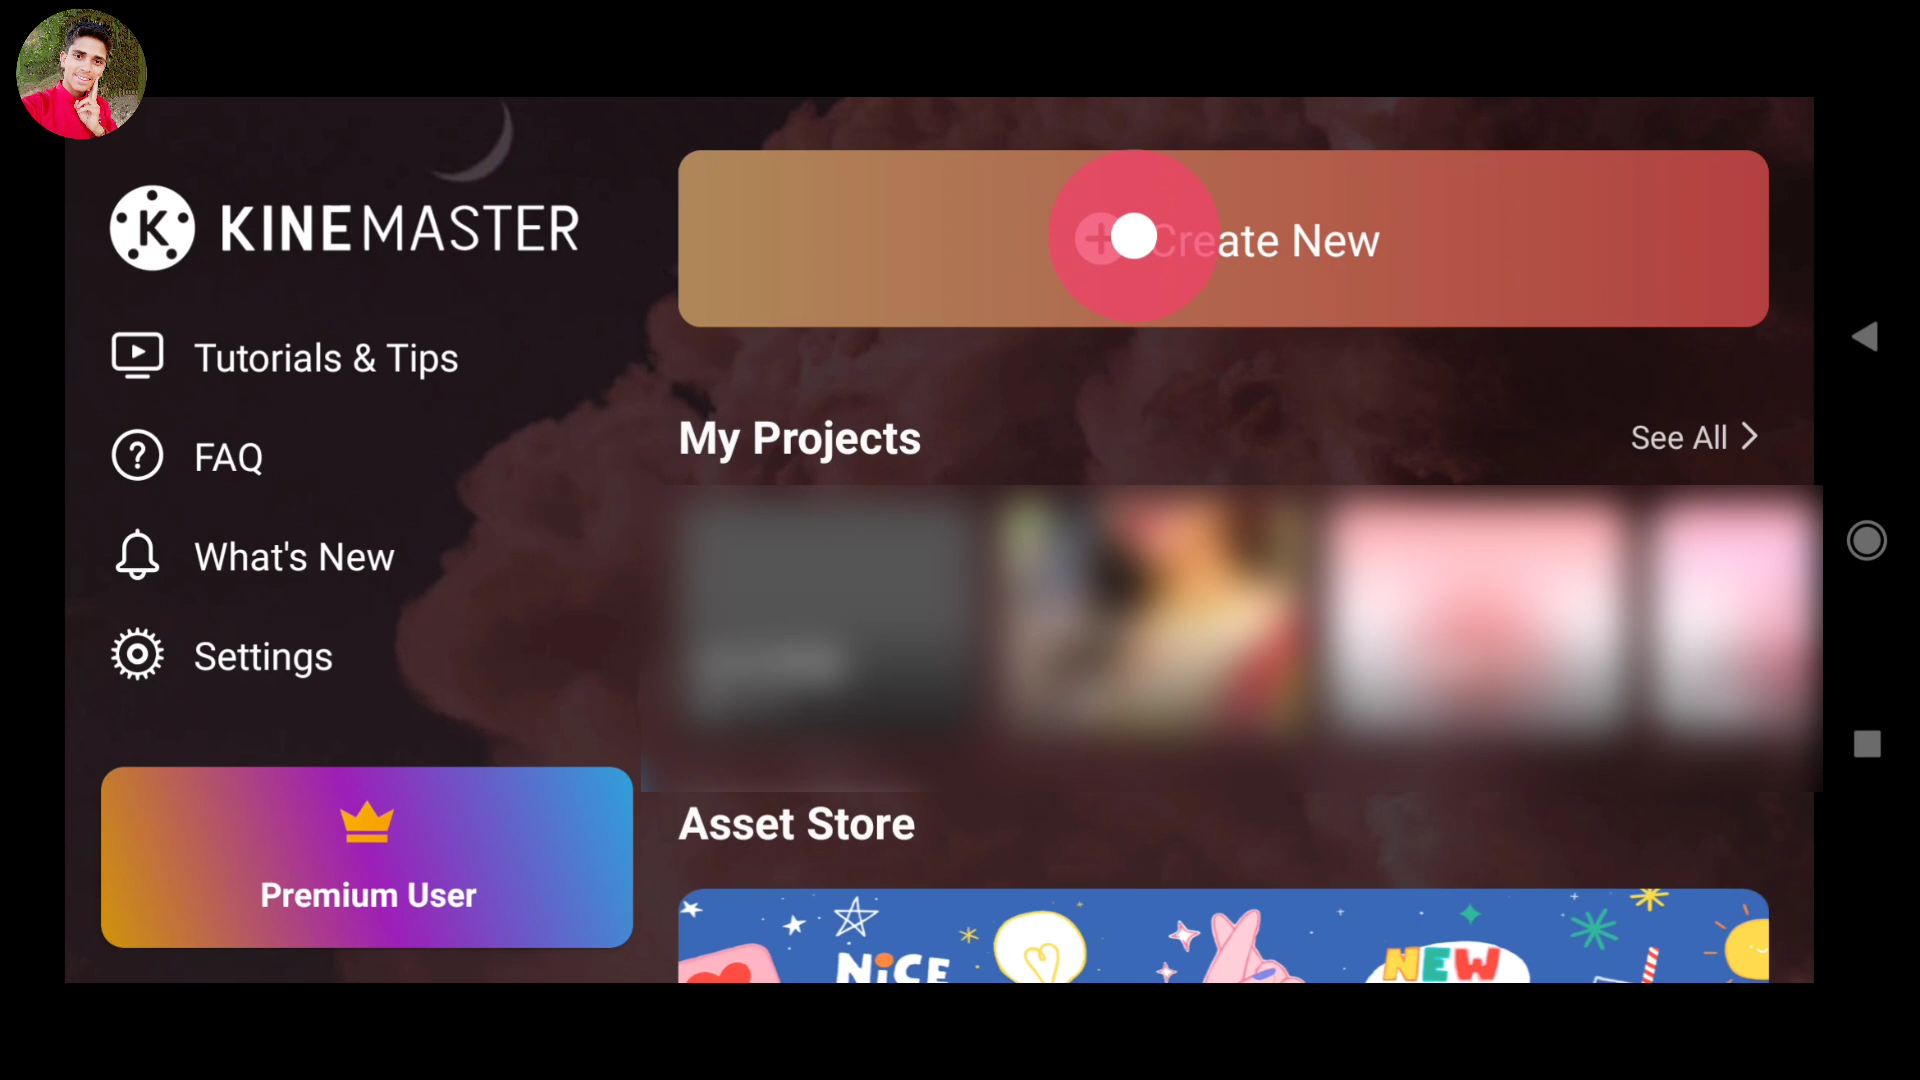 KINEMASTER
Tutorials & Tips
FAQ
What's New
Settings
Premium User
Create New
My Projects
See All
Asset Store
NiCE
NEW